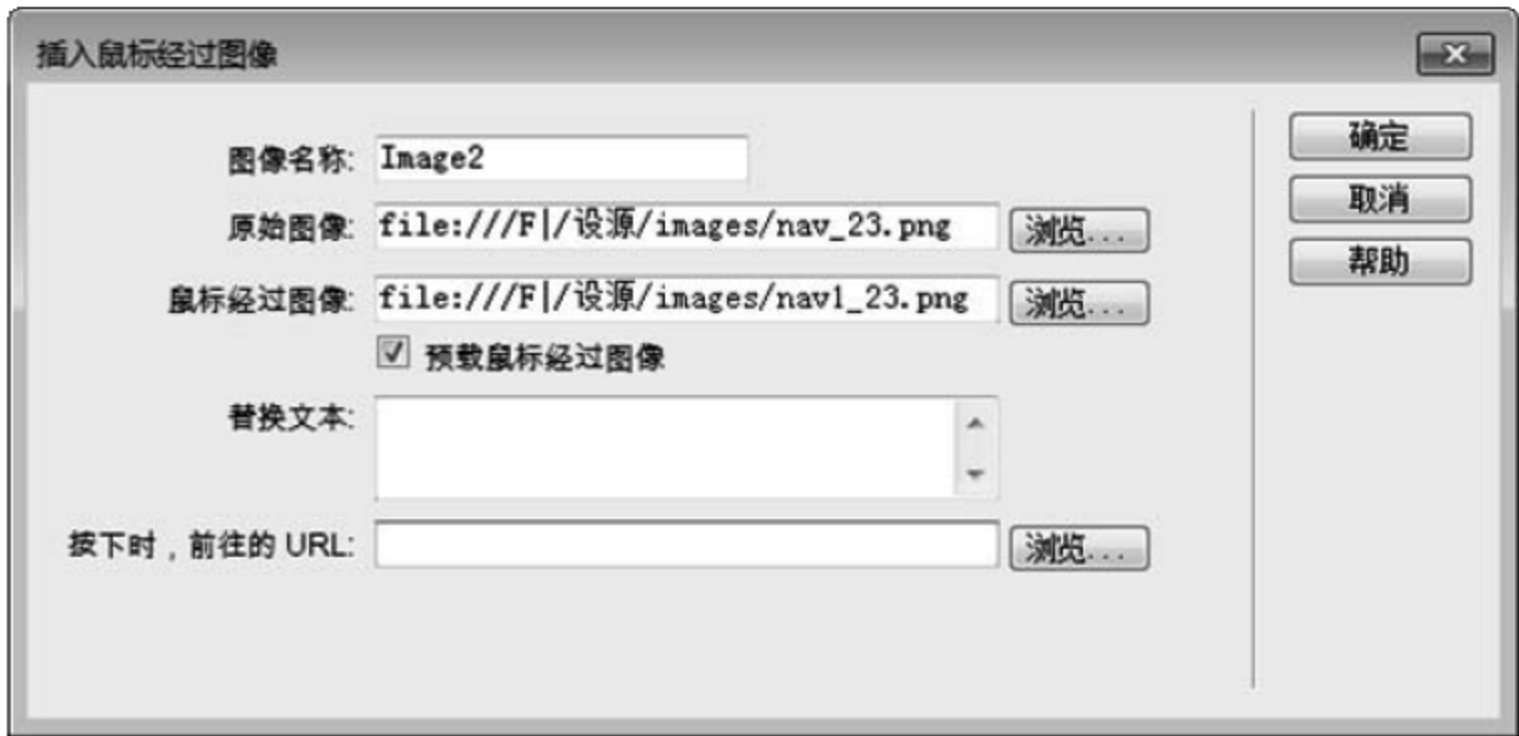 插入鼠标经过图像
图像名称: Image2
确定
原始图像: file:///F|/设源/images/nav_23.png 浏览...
取消
鼠标经过图像: file:///F|/设源/images/nav1_23.png 浏览...
帮助
预载鼠标经过图像
替换文本:
按下时，前往的 URL: 浏览...